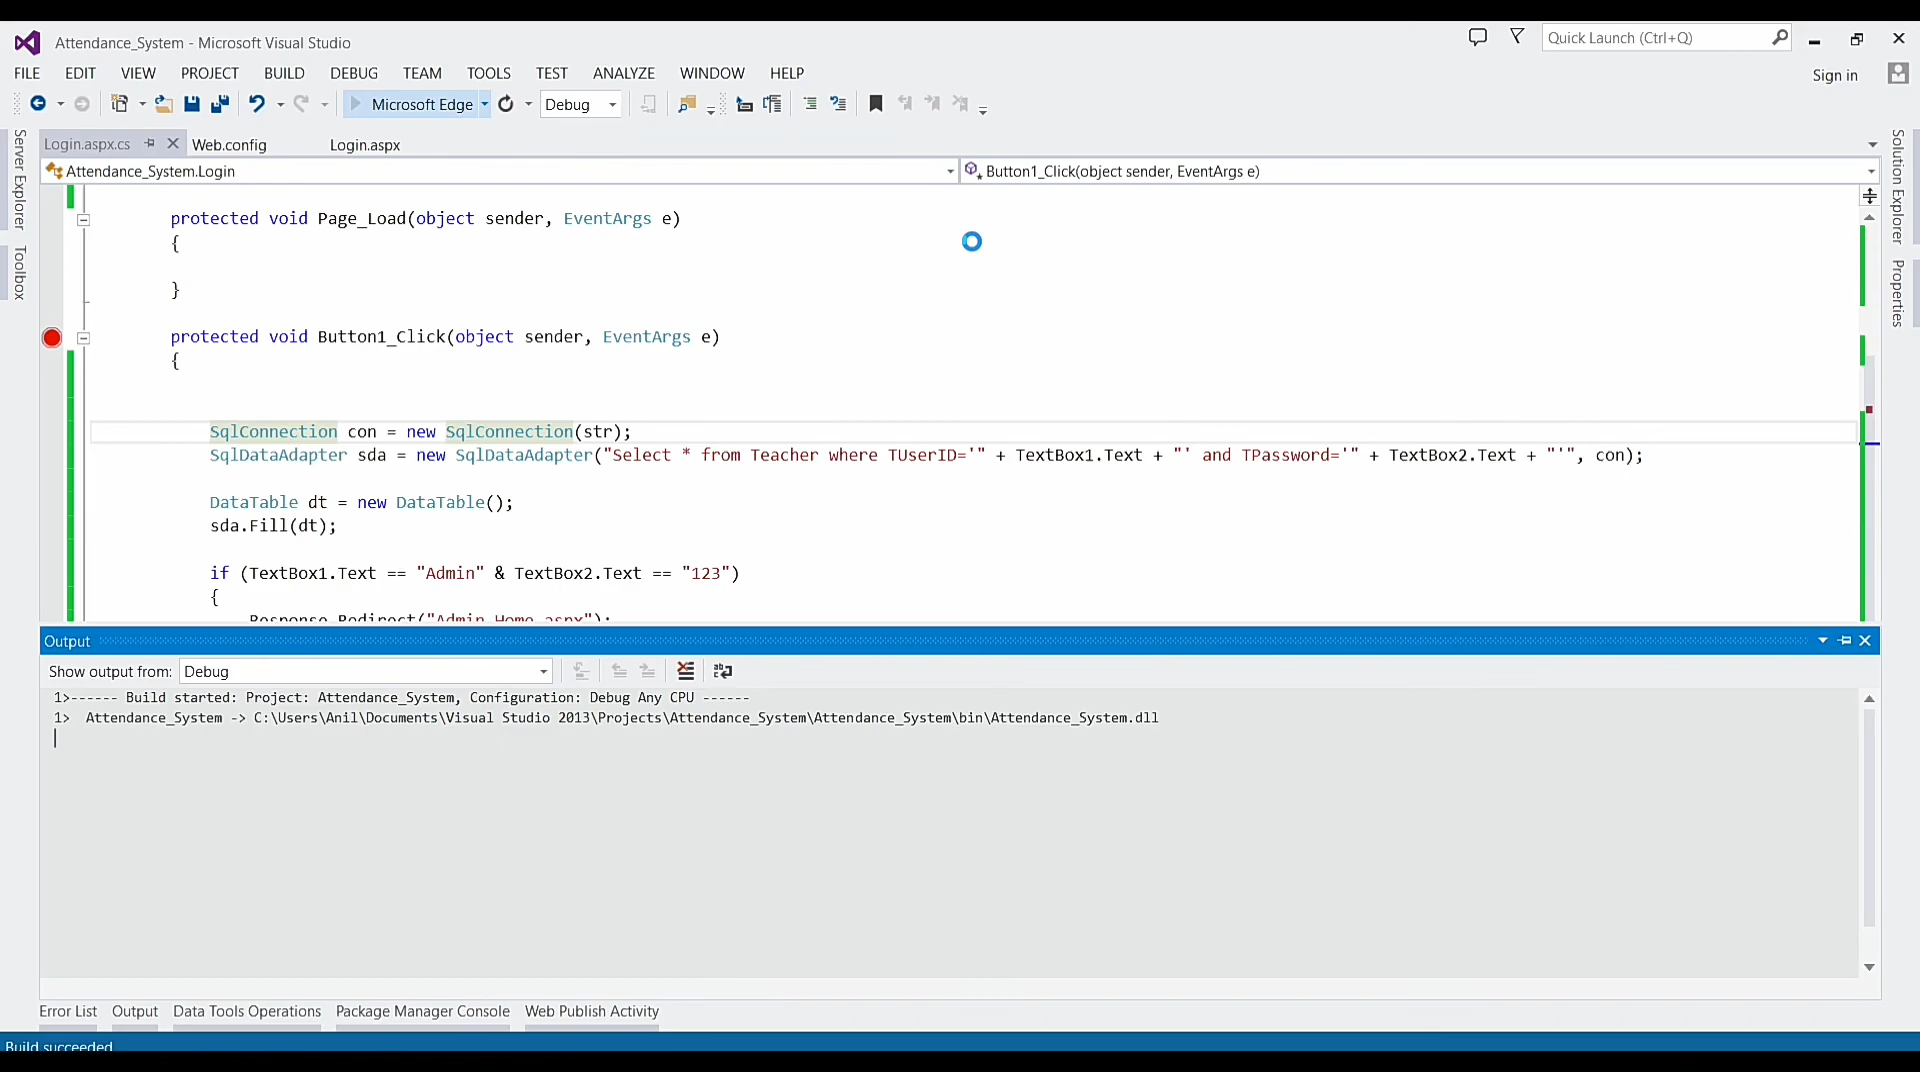 Attendance_System - Microsoft Visual Studio
Quick Launch (Ctrl+Q)
FILE EDIT VIEW PROJECT BUILD DEBUG TEAM TOOLS TEST ANALYZE WINDOW HELP
Sign in
Microsoft Edge
Debug
Login.aspx.cs
Web.config
Login.aspx
Server Explorer
Toolbox
Solution Explorer
Properties
Attendance_System.Login
Button1_Click(object sender, EventArgs e)
protected void Page_Load(object sender, EventArgs e)
{
}
protected void Button1_Click(object sender, EventArgs e)
{
SqlConnection con = new SqlConnection(str);
SqlDataAdapter sda = new SqlDataAdapter("Select * from Teacher where TUserID='" + TextBox1.Text + "' and TPassword='" + TextBox2.Text + "'", con);
DataTable dt = new DataTable();
sda.Fill(dt);
if (TextBox1.Text == "Admin" & TextBox2.Text == "123")
{
Response.Redirect("Admin_Home.aspx");
Output
Show output from: Debug
1>------ Build started: Project: Attendance_System, Configuration: Debug Any CPU ------
1>  Attendance_System -> C:\Users\Anil\Documents\Visual Studio 2013\Projects\Attendance_System\Attendance_System\bin\Attendance_System.dll
Error List
Output
Data Tools Operations
Package Manager Console
Web Publish Activity
Build succeeded